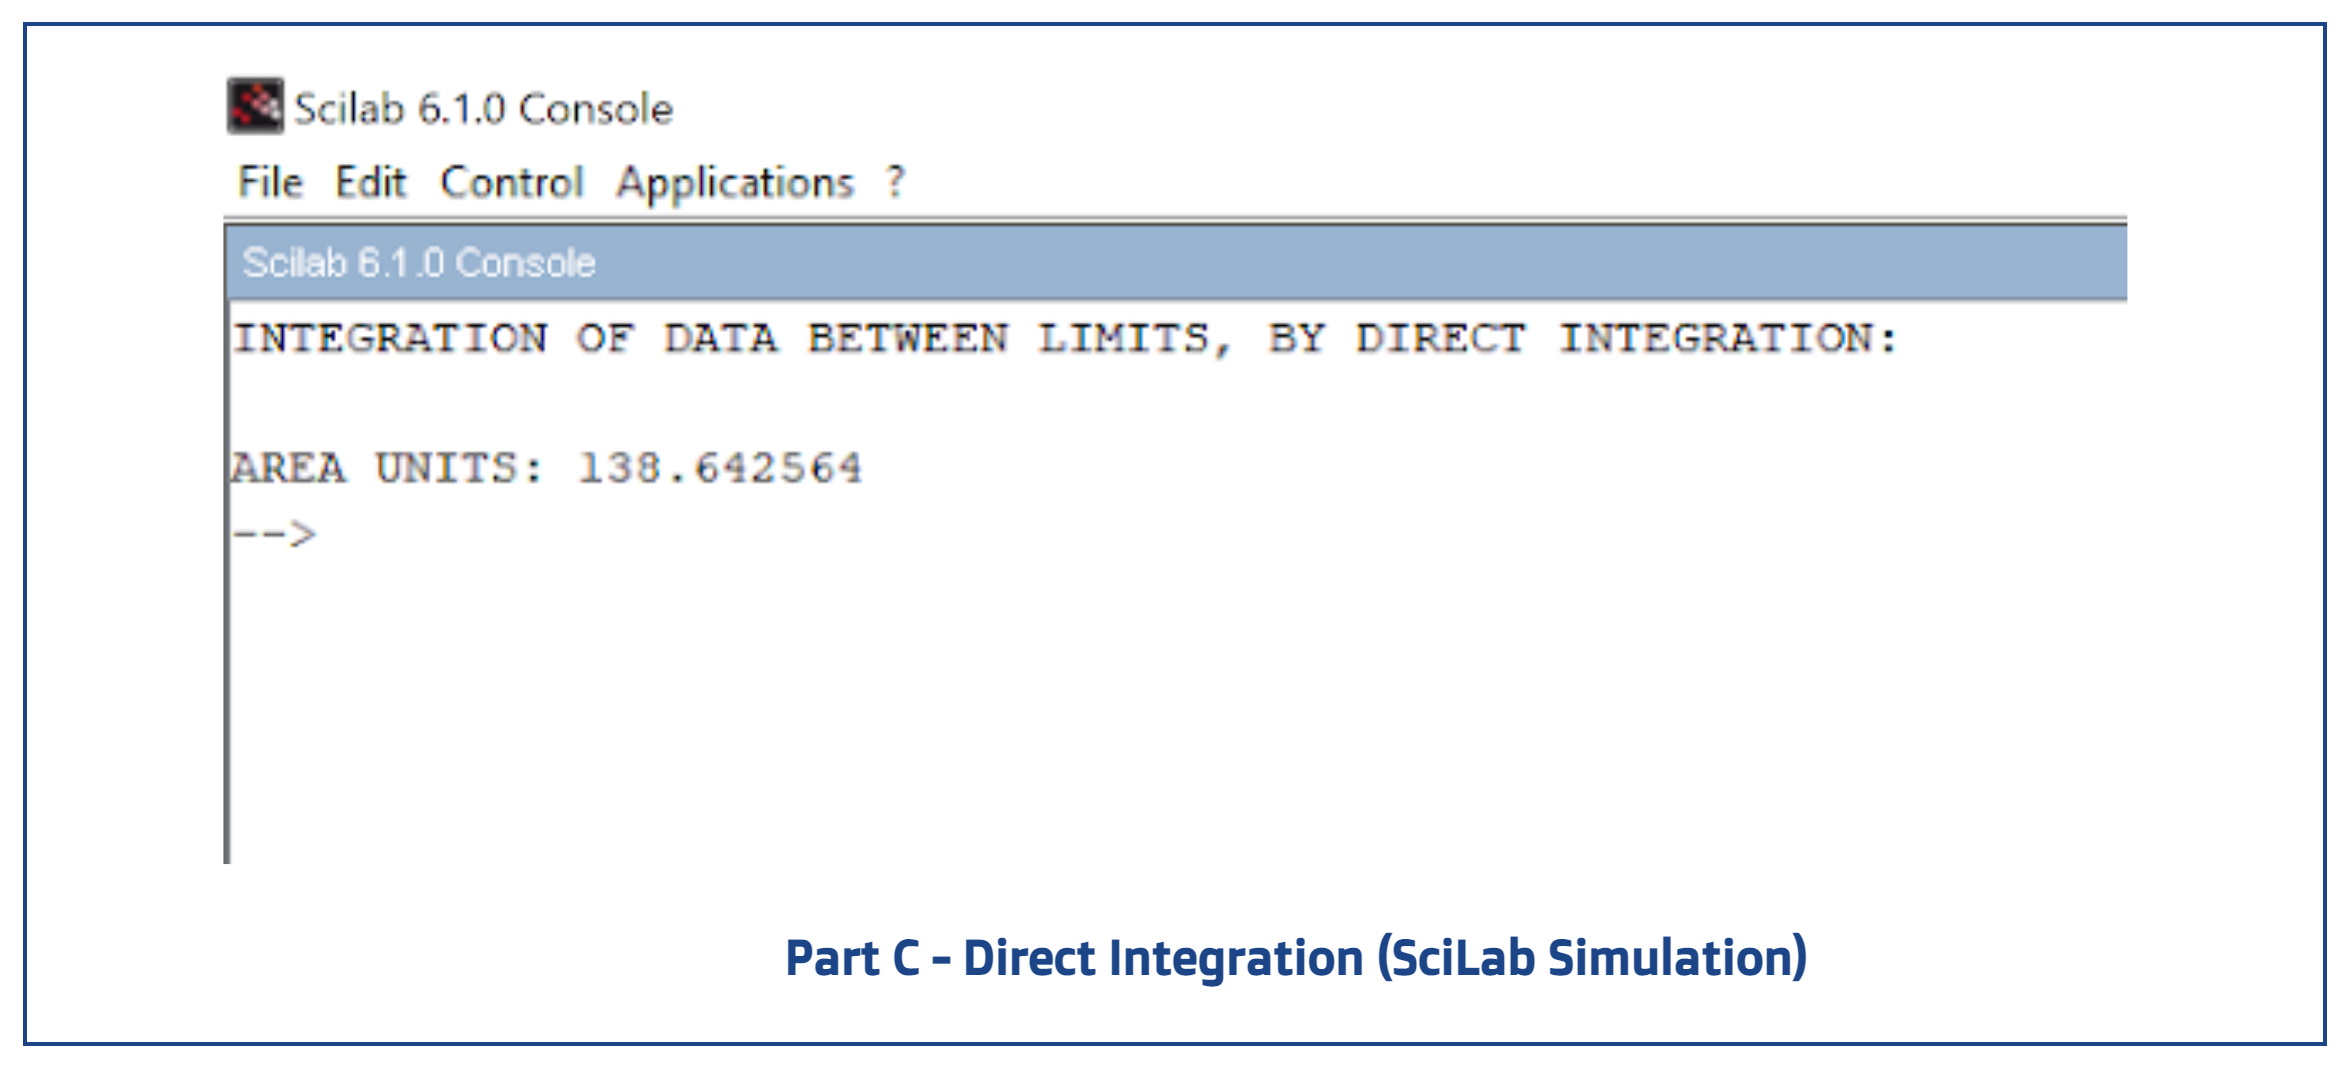 Scilab 6.1.0 Console
File Edit Control Applications ?
Scilab 6.1.0 Console
INTEGRATION OF DATA BETWEEN LIMITS, BY DIRECT INTEGRATION:
AREA UNITS: 138.642564
-->
Part C - Direct Integration (SciLab Simulation)